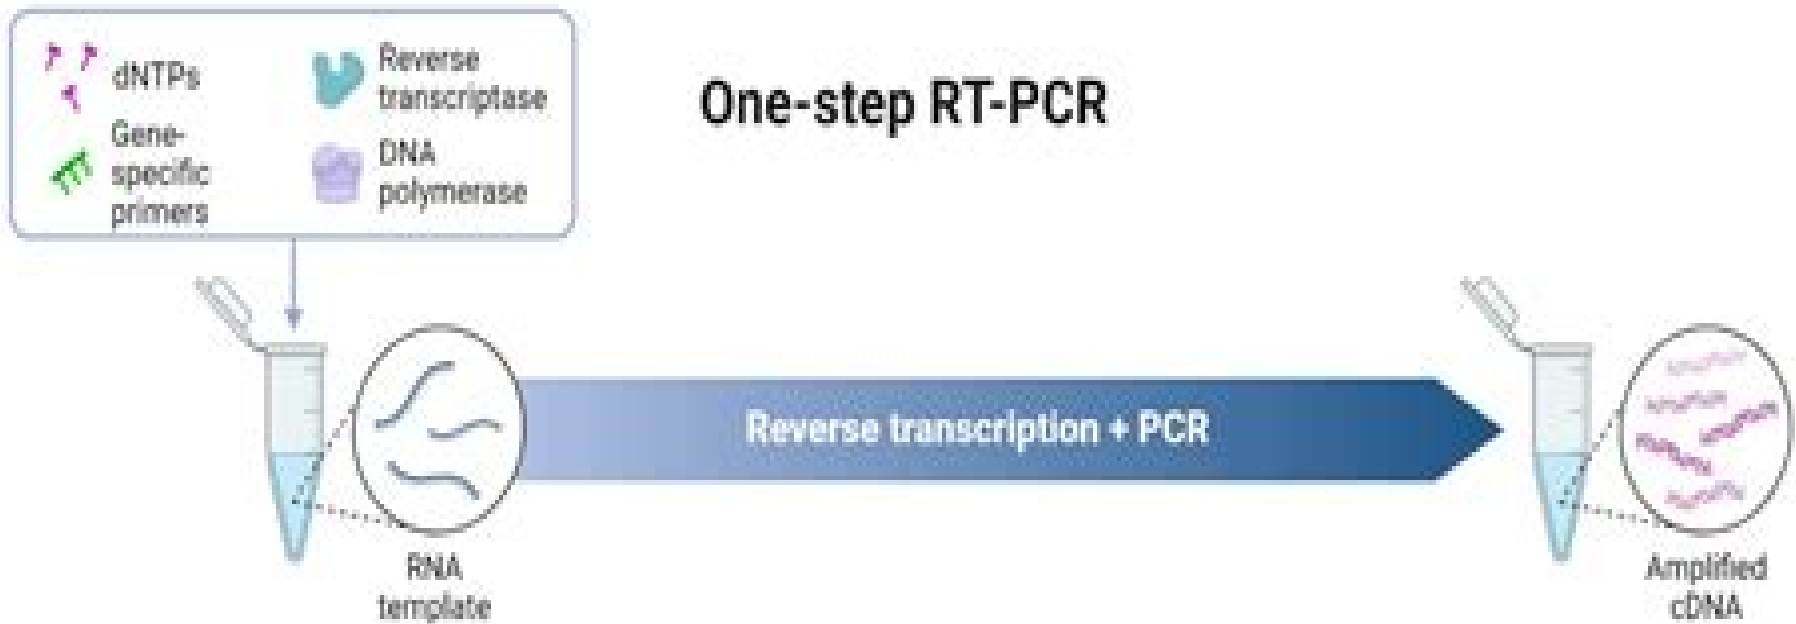 dNTPs
Reverse
transcriptase
Gene-
specific
primers
DNA
polymerase
One-step RT-PCR
Reverse transcription + PCR
RNA
template
Amplified
cDNA